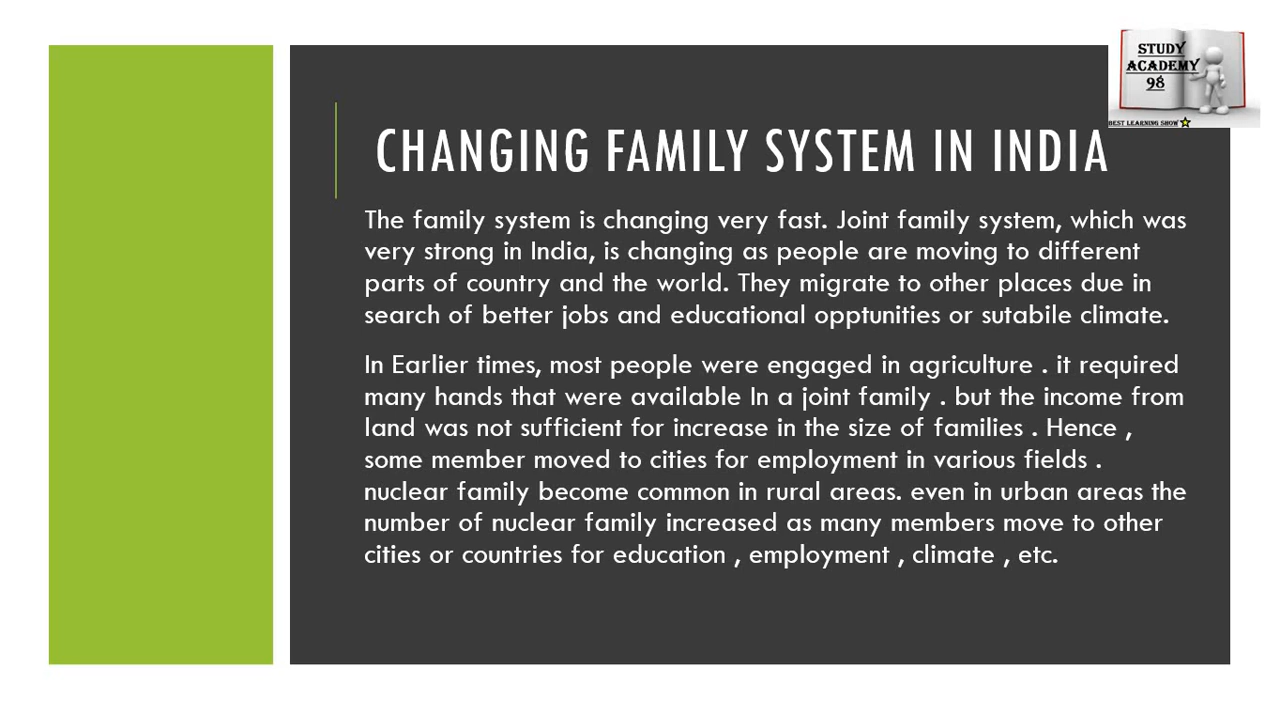 STUDY
ACADEMY
98
BEST LEARNING SHOW
CHANGING FAMILY SYSTEM IN INDIA
The family system is changing very fast. Joint family system, which was
very strong in India, is changing as people are moving to different
parts of country and the world. They migrate to other places due in
search of better jobs and educational opptunities or sutabile climate.
In Earlier times, most people were engaged in agriculture . it required
many hands that were available In a joint family . but the income from
land was not sufficient for increase in the size of families . Hence ,
some member moved to cities for employment in various fields .
nuclear family become common in rural areas. even in urban areas the
number of nuclear family increased as many members move to other
cities or countries for education , employment , climate , etc.